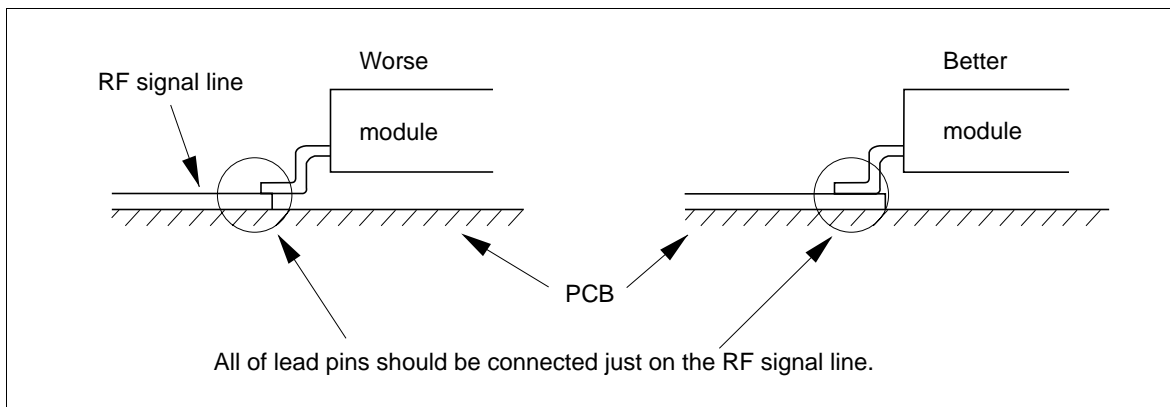 Worse
Better
RF signal line
module
module
PCB
All of lead pins should be connected just on the RF signal line.